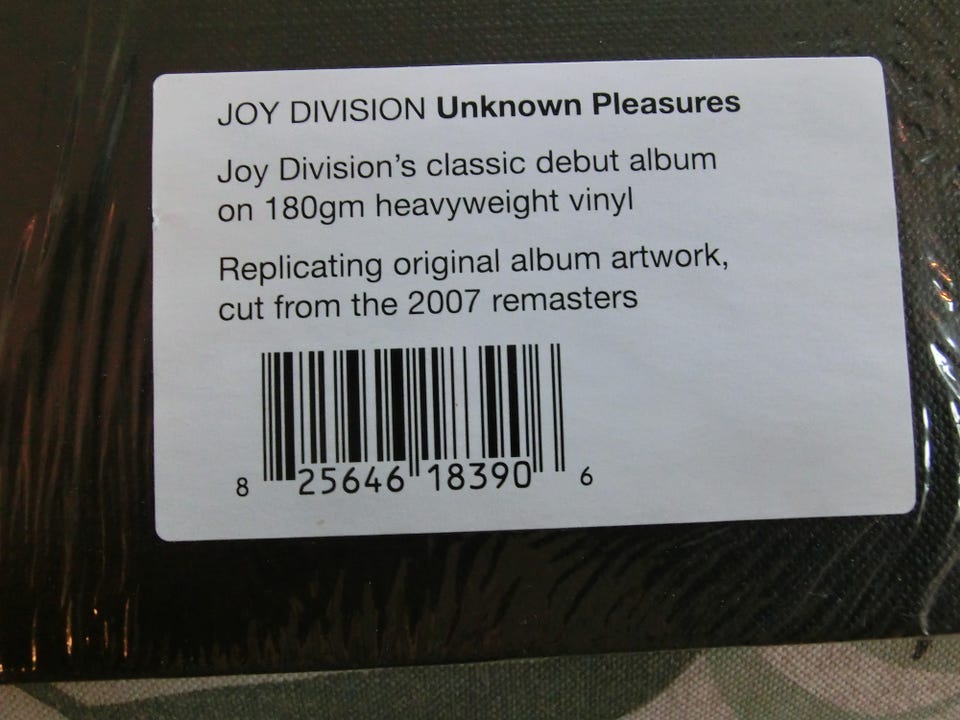 JOY DIVISION Unknown Pleasures
Joy Division's classic debut album
on 180gm heavyweight vinyl
Replicating original album artwork,
cut from the 2007 remasters
8 25646 18390 6